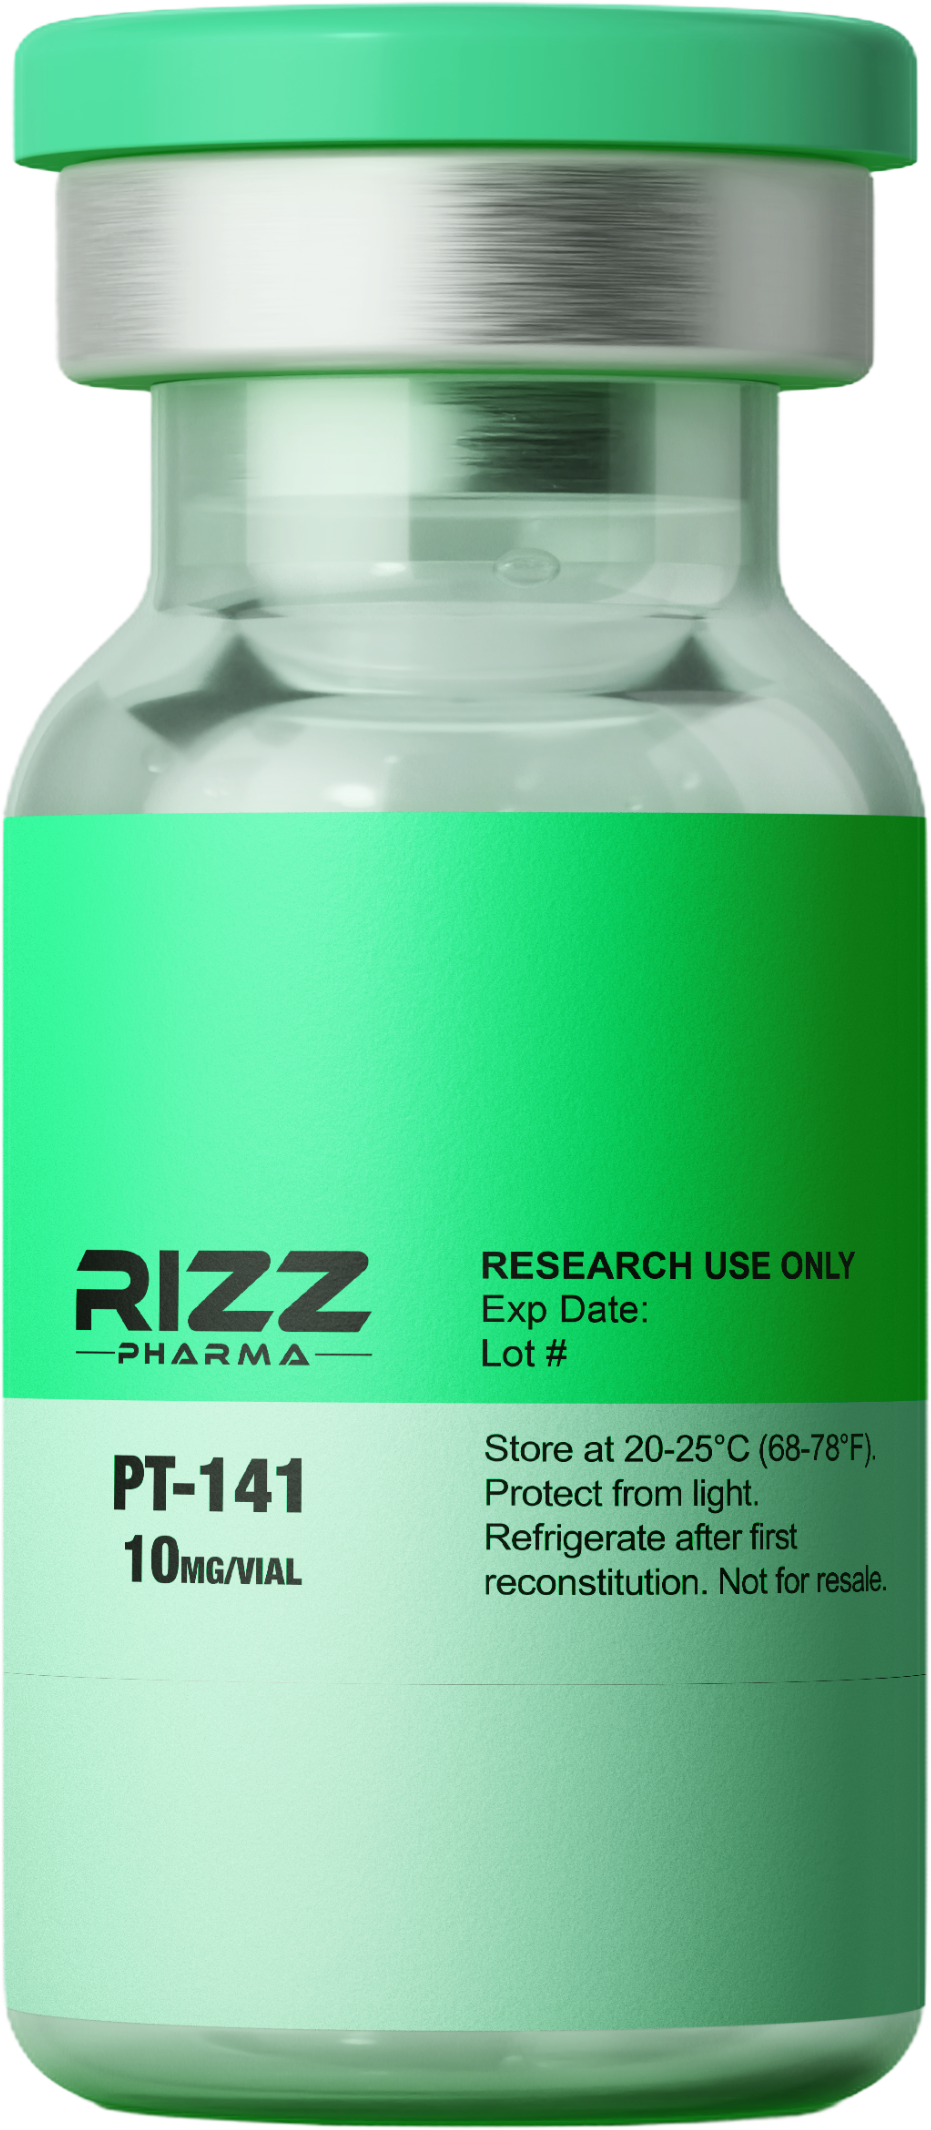 RIZZ
PHARMA
PT-141
10MG/VIAL
RESEARCH USE ONLY
Exp Date:
Lot #
Store at 20-25°C (68-78°F).
Protect from light.
Refrigerate after first
reconstitution. Not for resale.